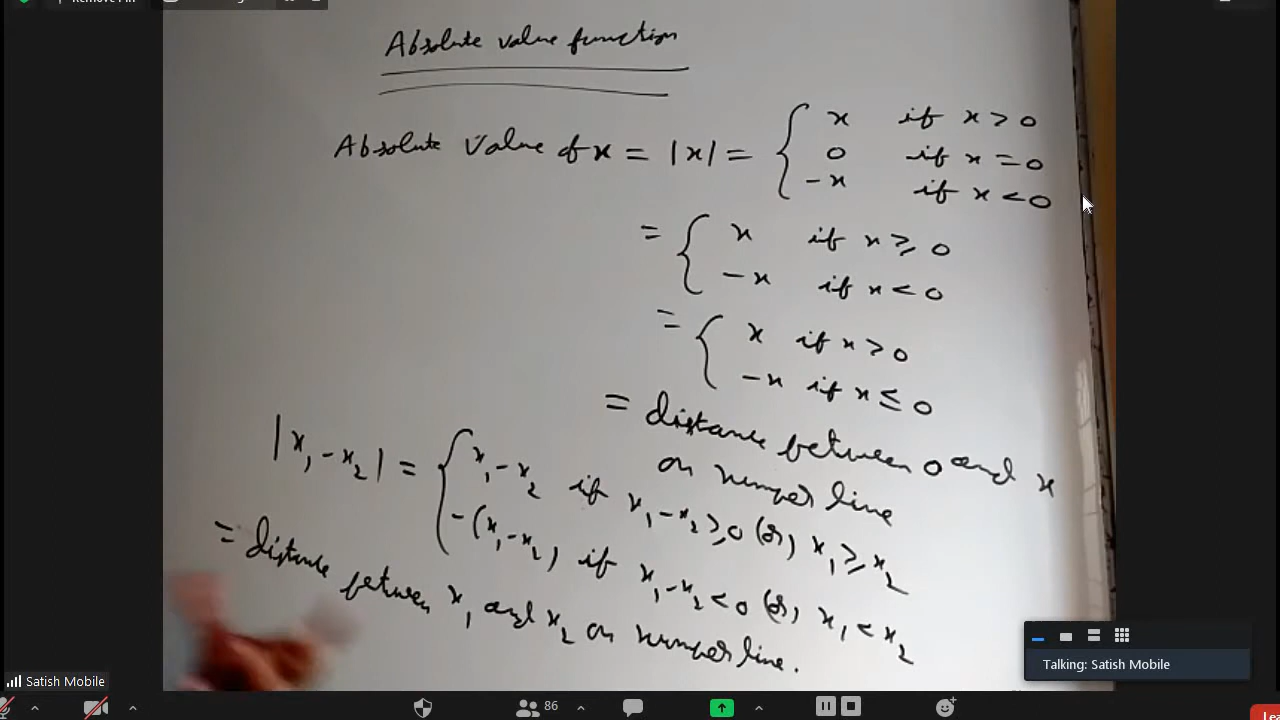 Absolute value function
Absolute Value of x = |x| = { x if x > 0
0 if x = 0
-x if x < 0
= { x if x ≥ 0
-x if x < 0
= { x if x > 0
-x if x ≤ 0
= distance between 0 and x
on number line
|x₁ - x₂| = { x₁ - x₂ if x₁ - x₂ ≥ 0 (or, x₁ ≥ x₂
-(x₁ - x₂) if x₁ - x₂ < 0 (or, x₁ < x₂
= distance between x₁ and x₂ on number line.
Talking: Satish Mobile
Satish Mobile
86